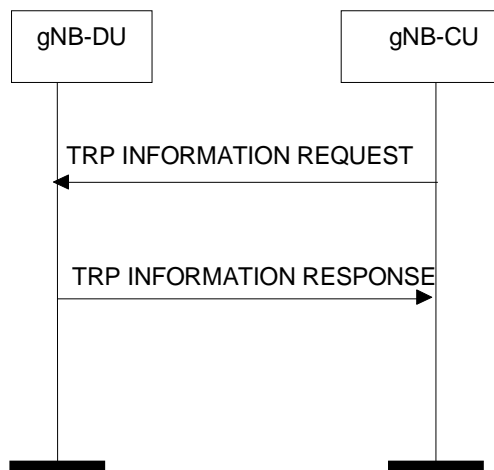 gNB-DU
gNB-CU
TRP INFORMATION REQUEST
TRP INFORMATION RESPONSE